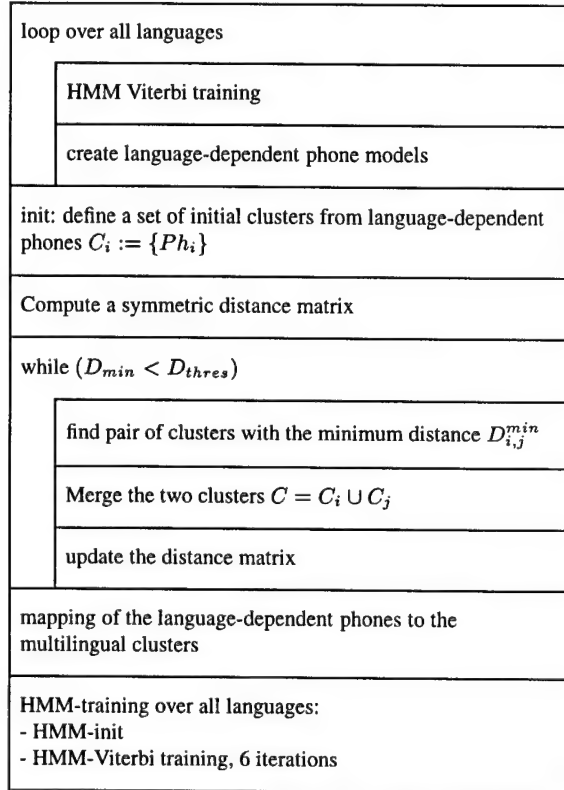 loop over all languages
HMM Viterbi training
create language-dependent phone models
init: define a set of initial clusters from language-dependent
phones C_i := {Ph_i}
Compute a symmetric distance matrix
while (D_min < D_thres)
find pair of clusters with the minimum distance D_{i,j}^{min}
Merge the two clusters C = C_i ∪ C_j
update the distance matrix
mapping of the language-dependent phones to the
multilingual clusters
HMM-training over all languages:
- HMM-init
- HMM-Viterbi training, 6 iterations